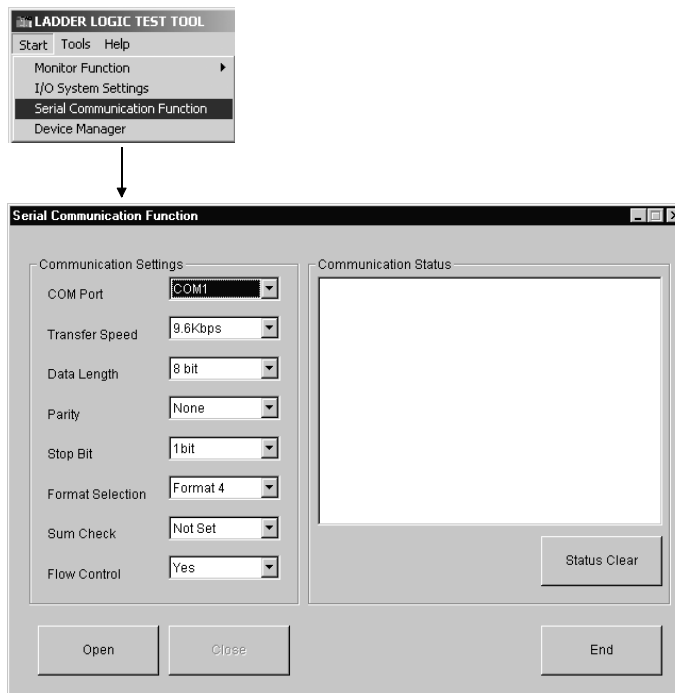 LADDER LOGIC TEST TOOL
Start Tools Help
Monitor Function
I/O System Settings
Serial Communication Function
Device Manager
Serial Communication Function
Communication Settings
COM Port COM1
Transfer Speed 9.6Kbps
Data Length 8 bit
Parity None
Stop Bit 1bit
Format Selection Format 4
Sum Check Not Set
Flow Control Yes
Communication Status
Status Clear
Open Close End